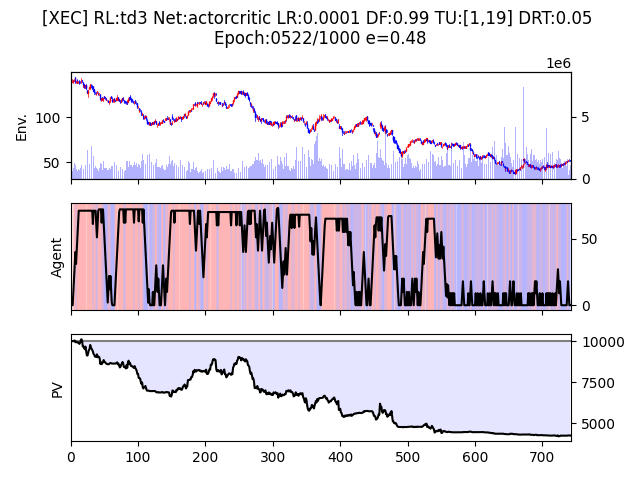 [XEC] RL:td3 Net:actorcritic LR:0.0001 DF:0.99 TU:[1,19] DRT:0.05
Epoch:0522/1000 e=0.48
1e6
Env.
100
50
5
0
Agent
50
0
PV
10000
7500
5000
0 100 200 300 400 500 600 700